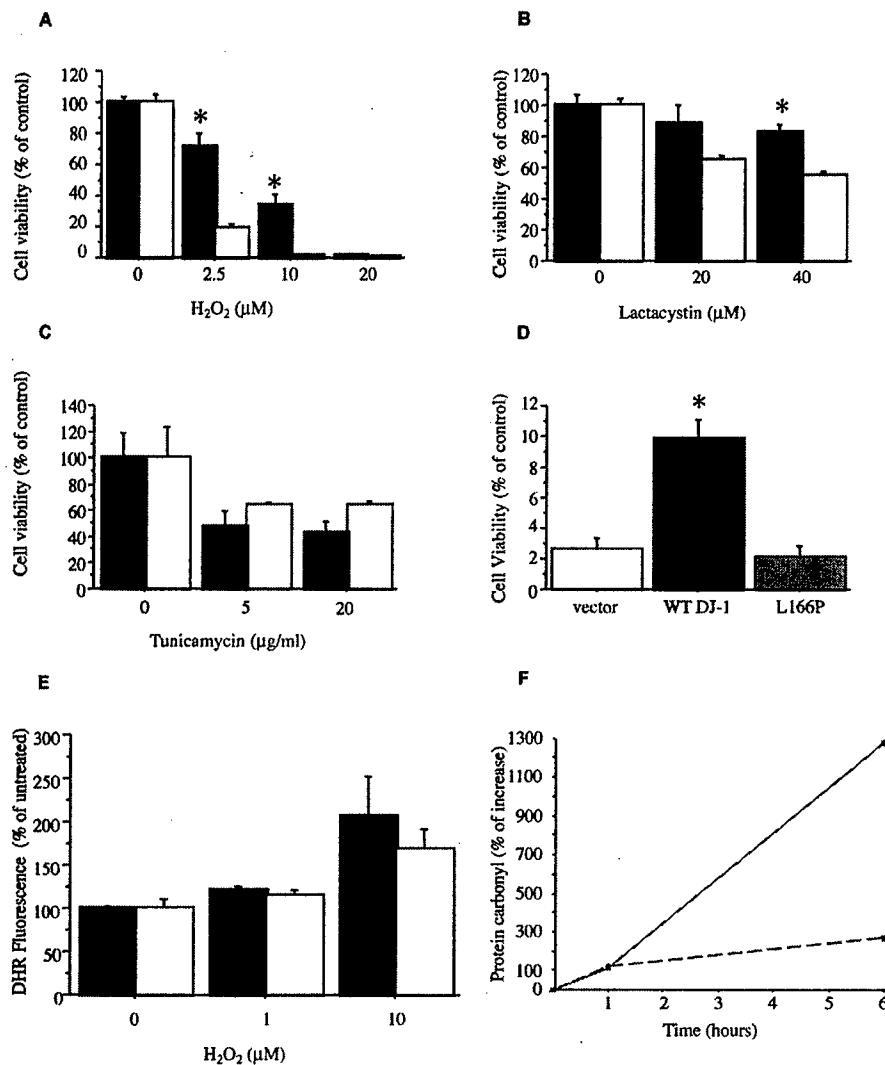 A
Cell viability (% of control)
120
100
80
60
40
20
0
*
*
0 2.5 10 20
H₂O₂ (µM)
B
Cell viability (% of control)
120
100
80
60
40
20
0
*
0 20 40
Lactacystin (µM)
C
Cell viability (% of control)
140
120
100
80
60
40
20
0
0 5 20
Tunicamycin (µg/ml)
D
Cell Viability (% of control)
12
10
8
6
4
2
0
*
vector WT DJ-1 L166P
E
DHR Fluorescence (% of untreated)
300
250
200
150
100
50
0
0 1 10
H₂O₂ (µM)
F
Protein carbonyl (% of increase)
1300
1100
900
700
500
300
100
0
1 2 3 4 5 6
Time (hours)